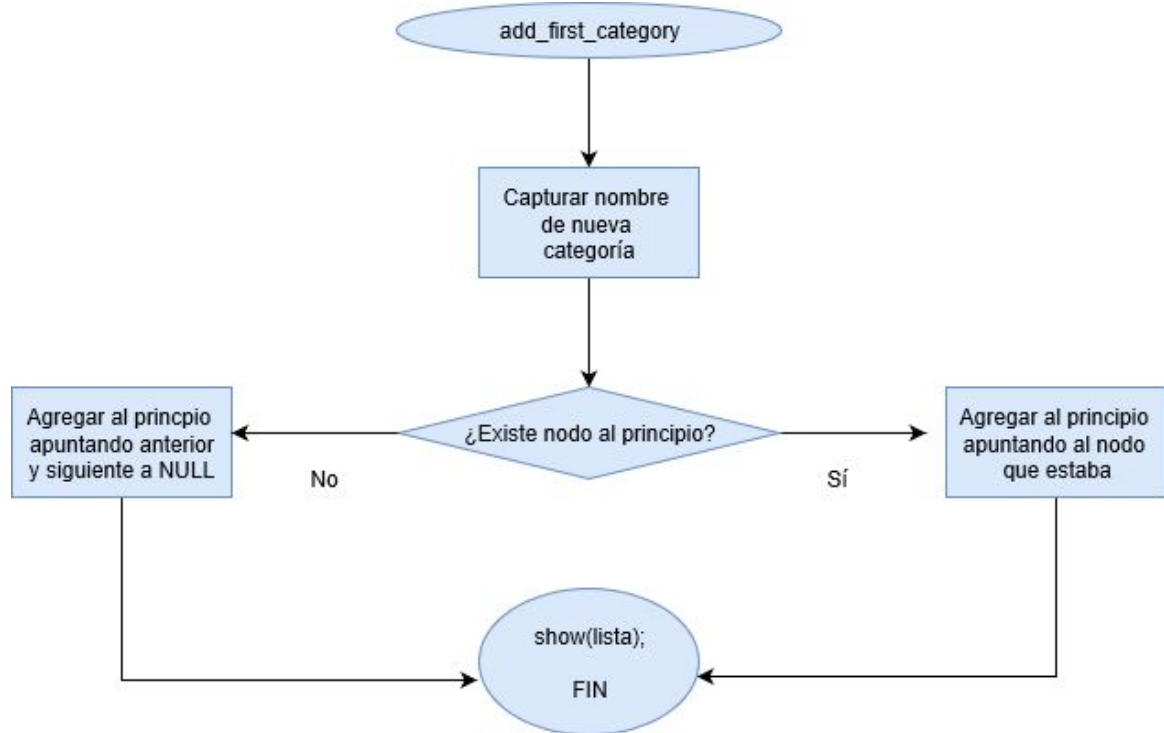 add_first_category
Capturar nombre
de nueva
categoría
Agregar al princpio
apuntando anterior
y siguiente a NULL
¿Existe nodo al principio?
Agregar al principio
apuntando al nodo
que estaba
No
Sí
show(lista);
FIN